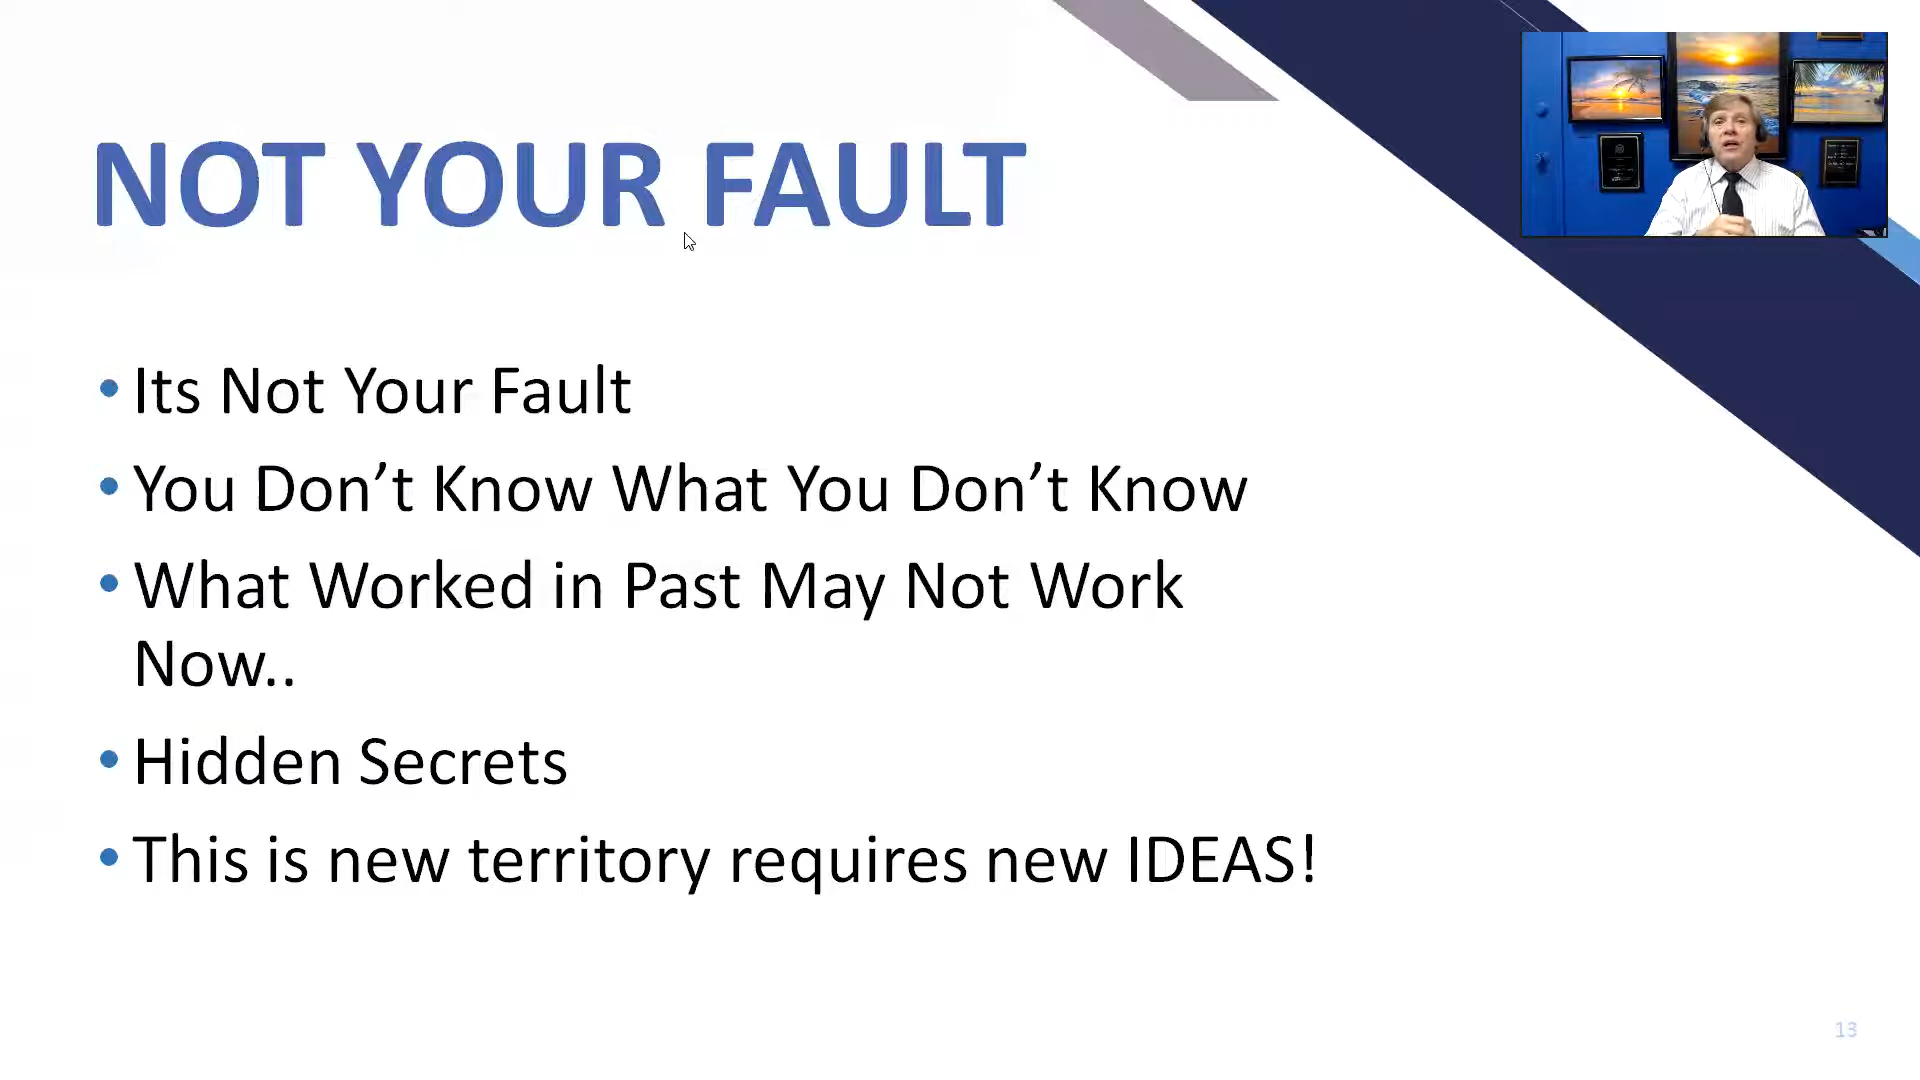 NOT YOUR FAULT
• Its Not Your Fault
• You Don’t Know What You Don’t Know
• What Worked in Past May Not Work
Now..
• Hidden Secrets
• This is new territory requires new IDEAS!
13